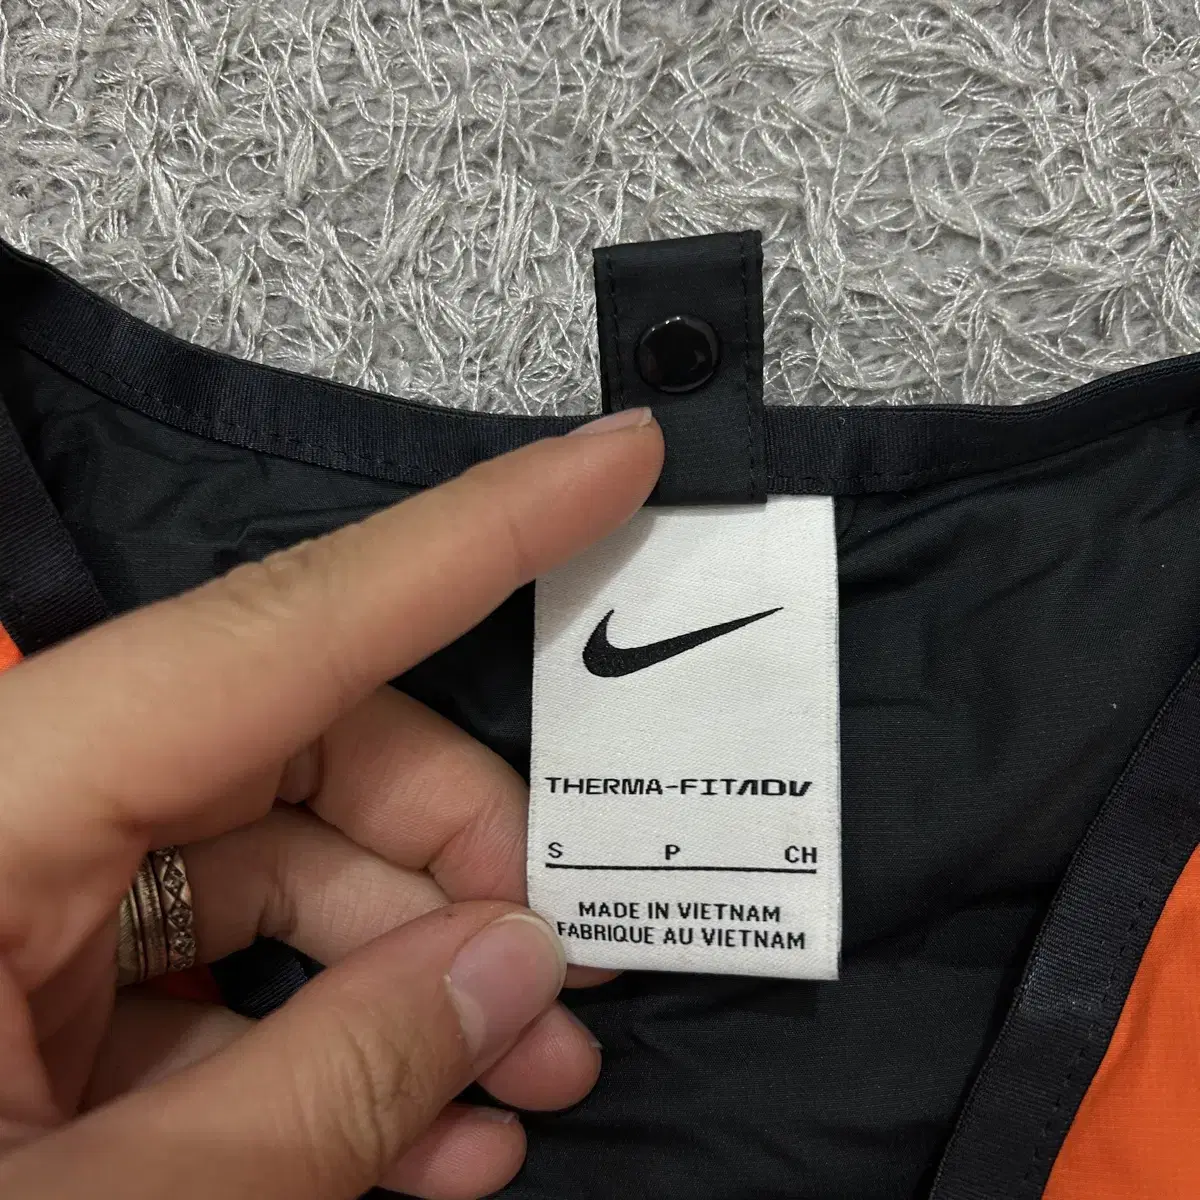 THERMA-FITADV
S P CH
MADE IN VIETNAM
FABRIQUE AU VIETNAM